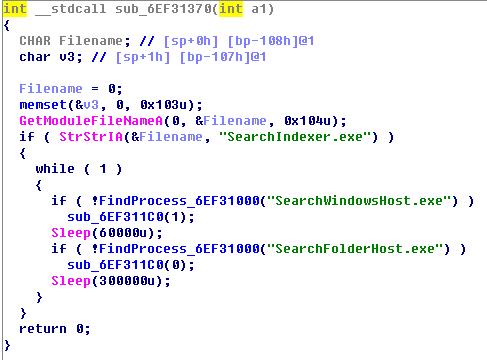 int __stdcall sub_6EF31370(int a1)
{
CHAR Filename; // [sp+0h] [bp-108h]@1
char v3; // [sp+1h] [bp-107h]@1
Filename = 0;
memset(&v3, 0, 0x103u);
GetModuleFileNameA(0, &Filename, 0x104u);
if ( StrStrIA(&Filename, "SearchIndexer.exe") )
{
while ( 1 )
{
if ( !FindProcess_6EF31000("SearchWindowsHost.exe") )
sub_6EF311C0(1);
Sleep(60000u);
if ( !FindProcess_6EF31000("SearchFolderHost.exe") )
sub_6EF311C0(0);
Sleep(300000u);
}
}
return 0;
}